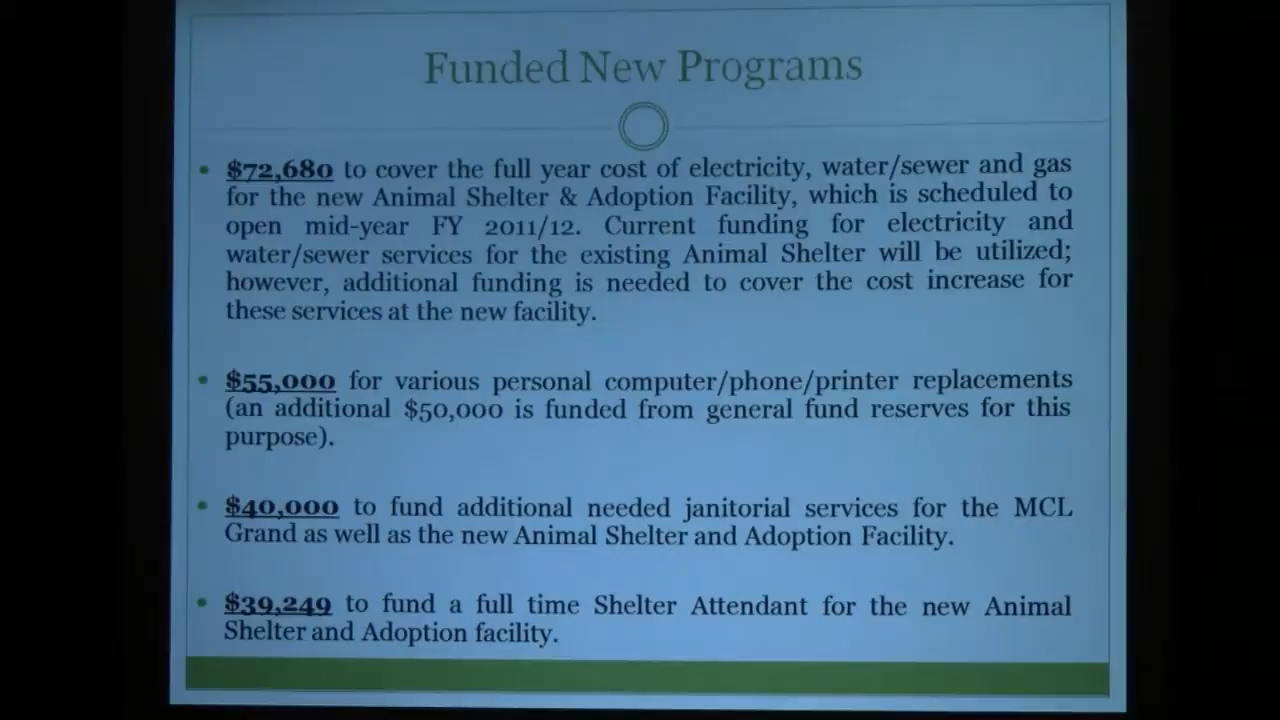 Funded New Programs
• $72,680 to cover the full year cost of electricity, water/sewer and gas
for the new Animal Shelter & Adoption Facility, which is scheduled to
open mid-year FY 2011/12. Current funding for electricity and
water/sewer services for the existing Animal Shelter will be utilized;
however, additional funding is needed to cover the cost increase for
these services at the new facility.
• $55,000 for various personal computer/phone/printer replacements
(an additional $50,000 is funded from general fund reserves for this
purpose).
• $40,000 to fund additional needed janitorial services for the MCL
Grand as well as the new Animal Shelter and Adoption Facility.
• $39,249 to fund a full time Shelter Attendant for the new Animal
Shelter and Adoption facility.